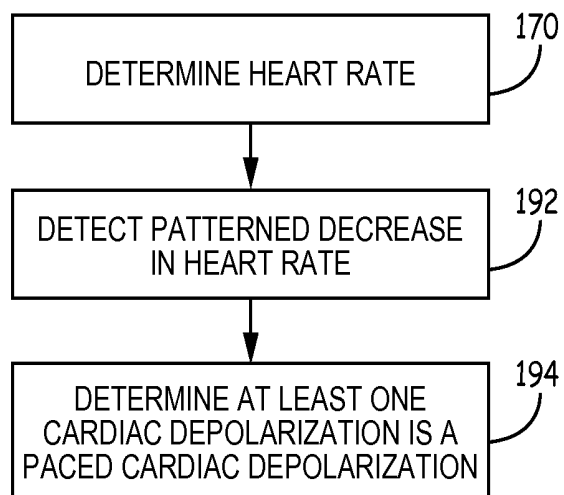 170
DETERMINE HEART RATE
192
DETECT PATTERNED DECREASE
IN HEART RATE
194
DETERMINE AT LEAST ONE
CARDIAC DEPOLARIZATION IS A
PACED CARDIAC DEPOLARIZATION